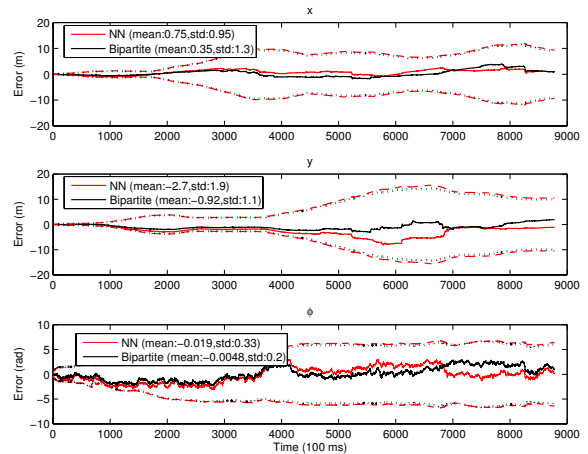 x
20
10
0
−10
−20
Error (m)
NN (mean:0.75,std:0.95)
Bipartite (mean:0.35,std:1.3)
0 1000 2000 3000 4000 5000 6000 7000 8000 9000
y
20
10
0
−10
−20
Error (m)
NN (mean:−2.7,std:1.9)
Bipartite (mean:−0.92,std:1.1)
0 1000 2000 3000 4000 5000 6000 7000 8000 9000
ϕ
10
5
0
−5
−10
Error (rad)
NN (mean:−0.019,std:0.33)
Bipartite (mean:−0.0048,std:0.2)
0 1000 2000 3000 4000 5000 6000 7000 8000 9000
Time (100 ms)